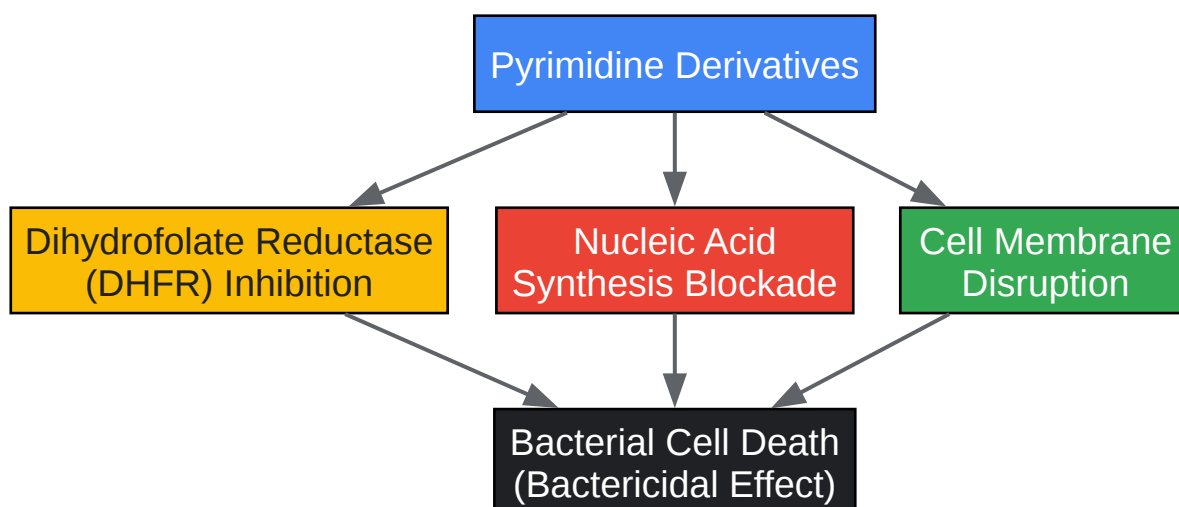 Pyrimidine Derivatives
Dihydrofolate Reductase
(DHFR) Inhibition
Nucleic Acid
Synthesis Blockade
Cell Membrane
Disruption
Bacterial Cell Death
(Bactericidal Effect)